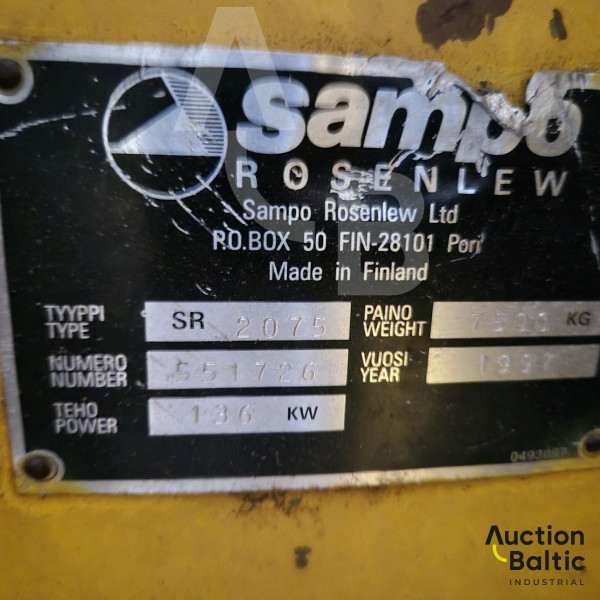 sampo
ROSENLEW
Sampo Rosenlew Ltd
P.O.BOX 50 FIN-28101 Pori
Made in Finland
TYYPPI
TYPE
SR 2075
PAINO
WEIGHT
KG
NUMERO
NUMBER
551726
VUOSI
YEAR
TEHO
POWER
136 KW
ACB
Auction
Baltic
INDUSTRIAL